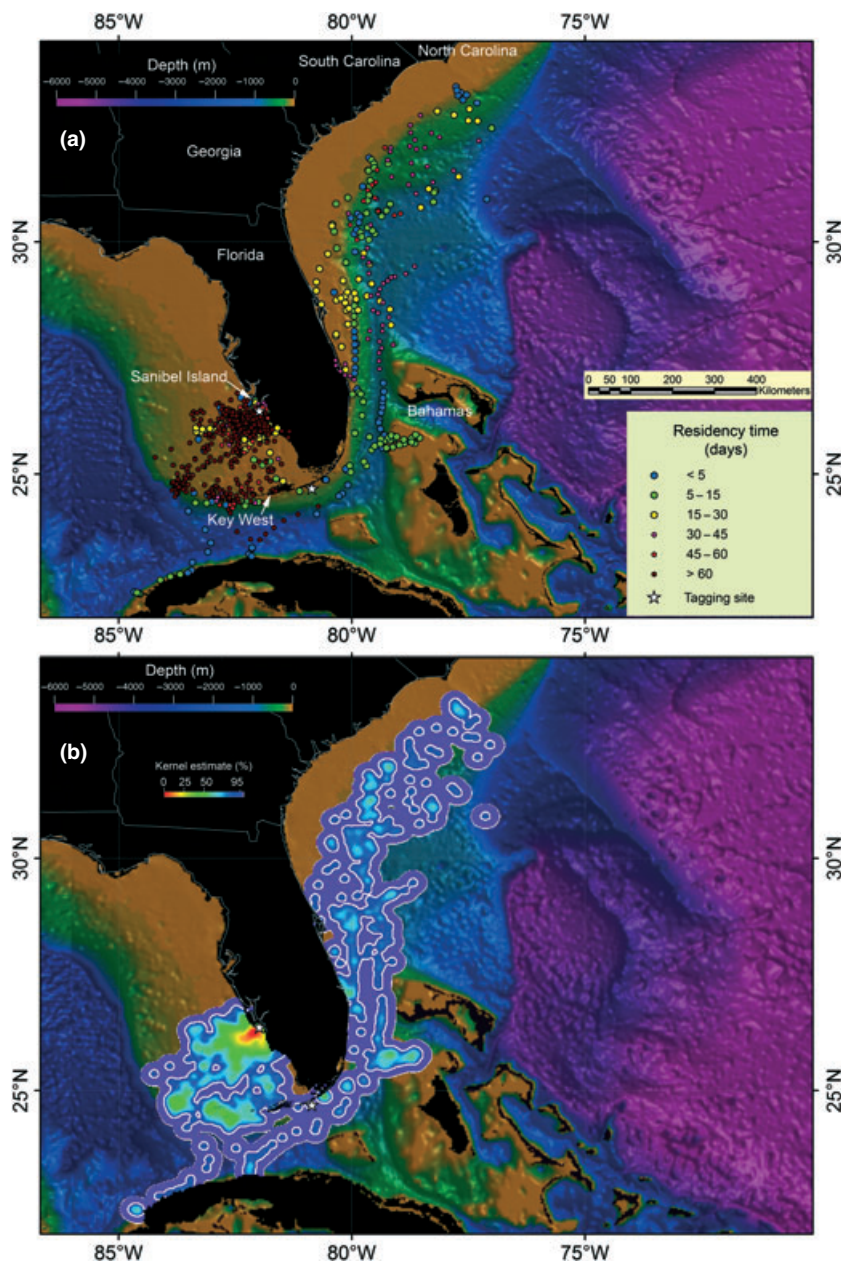 85°W 80°W 75°W
North Carolina
South Carolina
Depth (m)
−6000 −5000 −4000 −3000 −2000 −1000 0
(a)
Georgia
30°N 30°N
Florida
Sanibel Island
0 50 100 200 300 400
Kilometers
Bahamas
Residency time
(days)
< 5
5 – 15
15 – 30
30 – 45
45 – 60
> 60
Tagging site
25°N 25°N
Key West
85°W 80°W 75°W
Depth (m)
−6000 −5000 −4000 −3000 −2000 −1000 0
(b)
Kernel estimate (%)
0 25 50 95
30°N 30°N
25°N 25°N
85°W 80°W 75°W